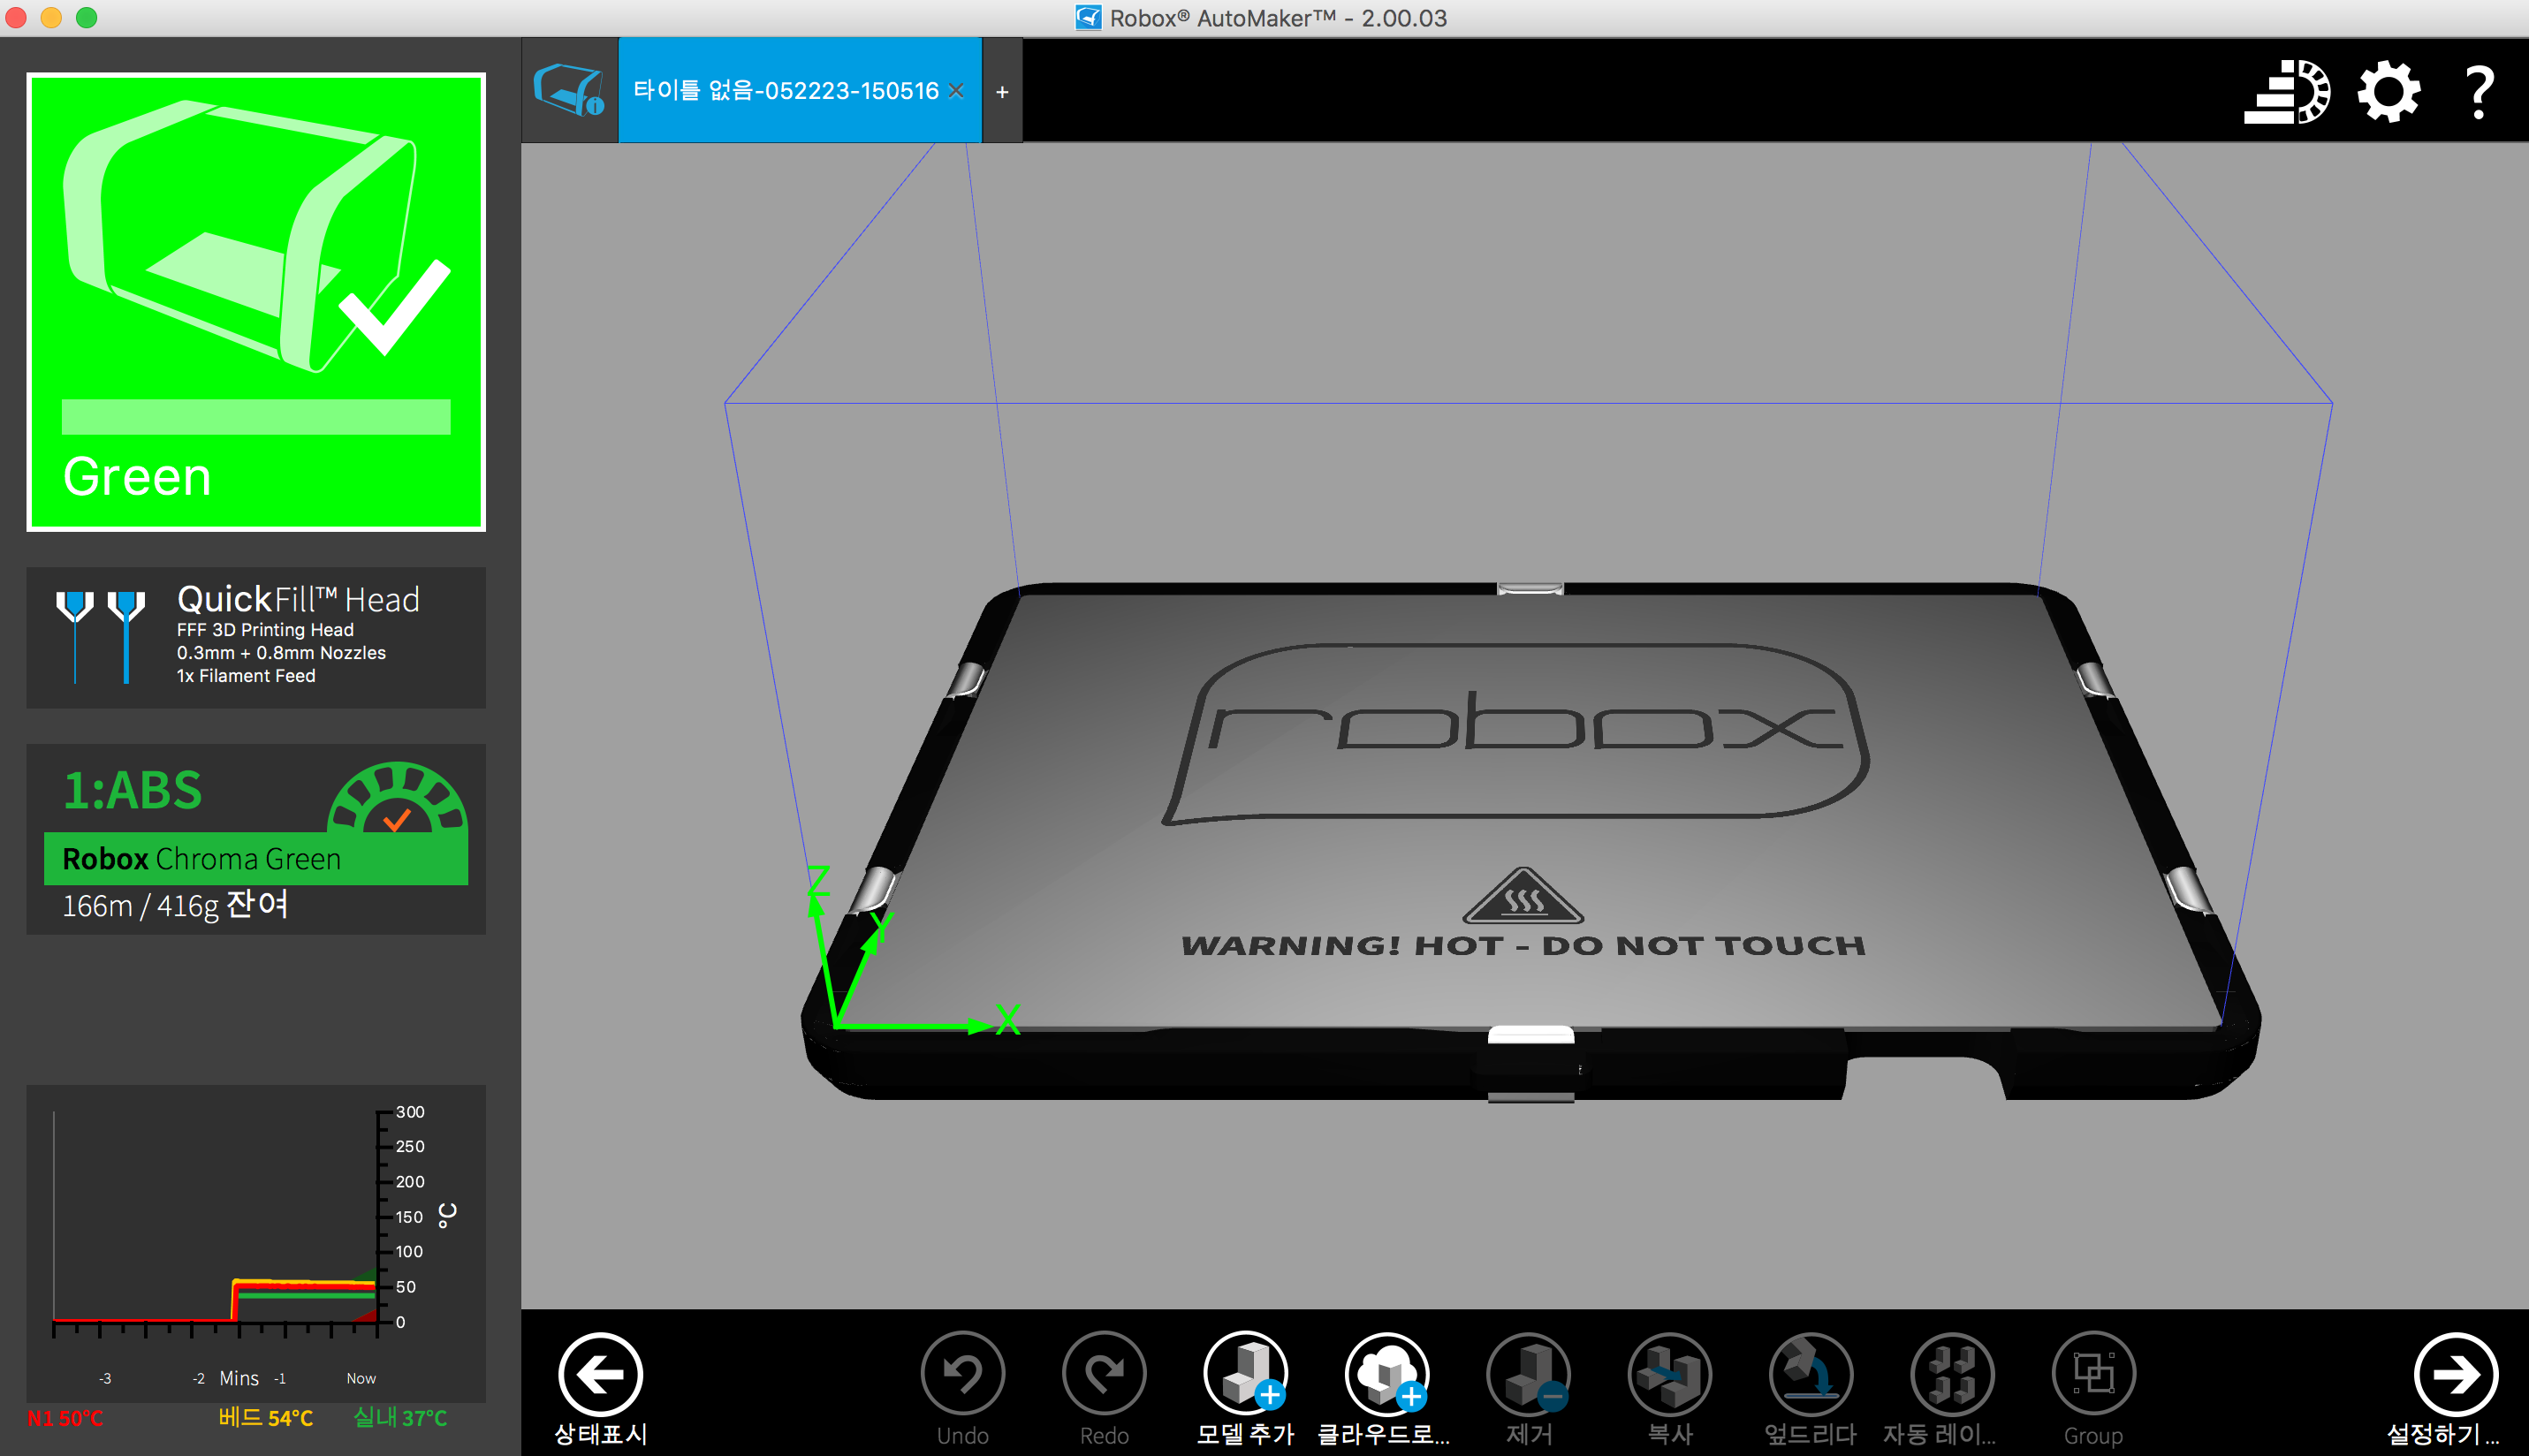 Robox® AutoMaker™ - 2.00.03
타이틀 없음-052223-150516
+
?
Green
QuickFill™ Head
FFF 3D Printing Head
0.3mm + 0.8mm Nozzles
1x Filament Feed
1:ABS
Robox Chroma Green
166m / 416g 잔여
robox
WARNING! HOT - DO NOT TOUCH
Z
Y
X
300
250
200
150
100
50
0
°C
-3
-2
Mins
-1
Now
N1 50°C
베드 54°C
실내 37°C
상태표시
Undo
Redo
모델 추가
클라우드로...
제거
복사
엎드리다
자동 레이...
Group
설정하기 ...